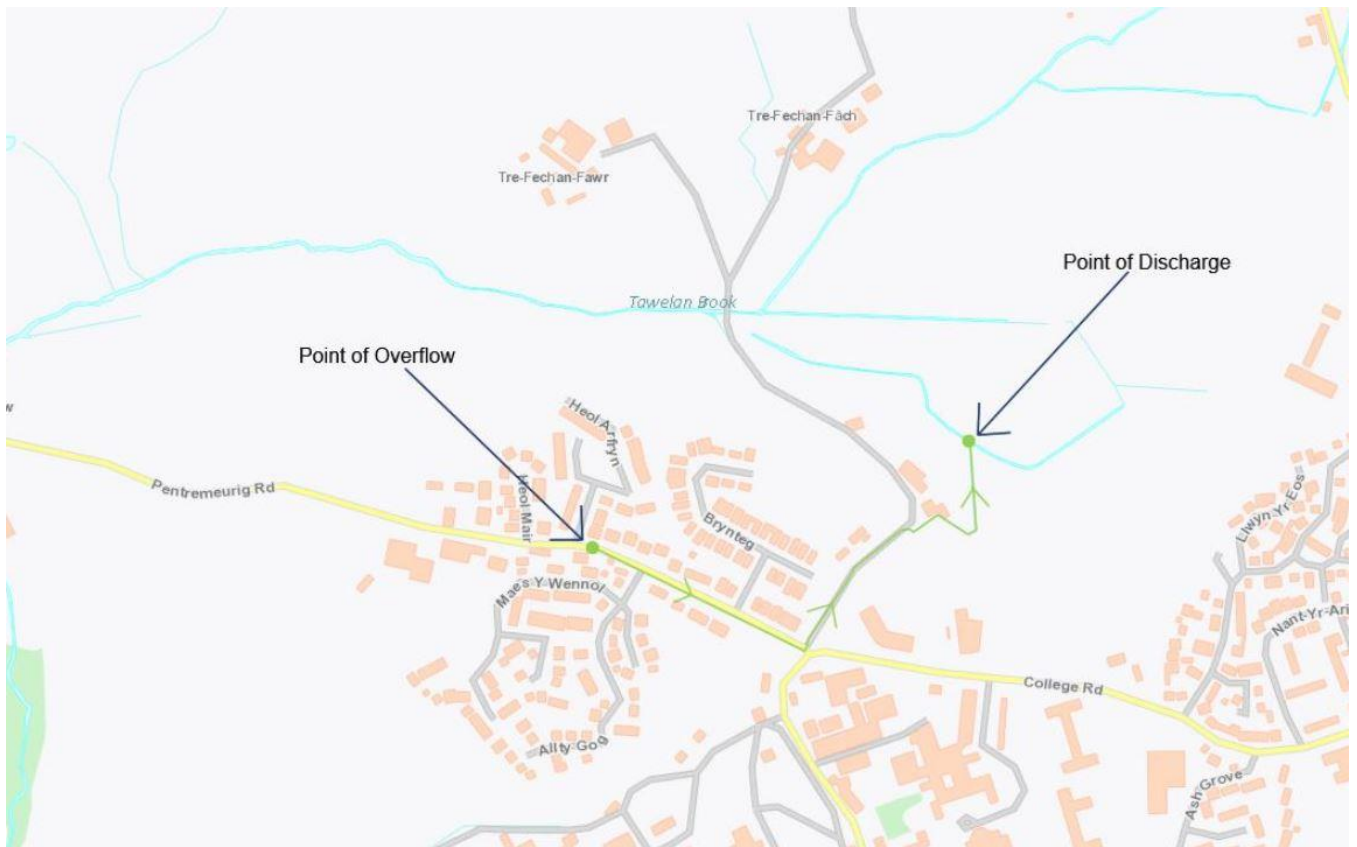 Tre-Fechan-Fâch
Tre-Fechan-Fawr
Point of Discharge
Tawelan Brook
Point of Overflow
w
Heol Arfryn
Pentremeurig Rd
Heol Mair
Brynteg
Llwyn Yr Eos
Maes Y Wennol
Nant-Yr-Ari
College Rd
Allty Gog
Ash Grove